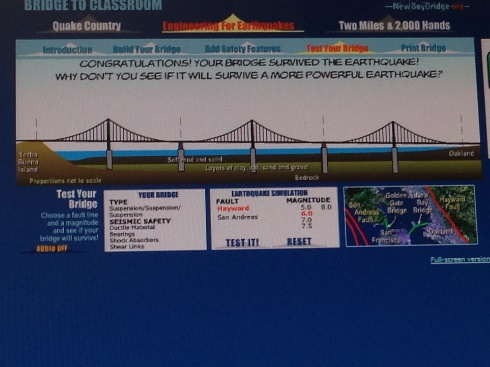 BRIDGE TO CLASSROOM
NewBayBridge.org
Quake Country
Engineering For Earthquakes
Two Miles & 2,000 Hands
Introduction
Build Your Bridge
Add Safety Features
Test Your Bridge
Print Bridge
CONGRATULATIONS! YOUR BRIDGE SURVIVED THE EARTHQUAKE!
WHY DON'T YOU SEE IF IT WILL SURVIVE A MORE POWERFUL EARTHQUAKE?
Yerba
Buena
Island
Soft mud and sand
Layers of clay, silt, sand and gravel
Bedrock
Oakland
Proportions not to scale
Test Your
Bridge
Choose a fault line
and a magnitude
and see if your
bridge will survive!
AUDIO OFF
YOUR BRIDGE
TYPE
Suspension/Suspension/
Suspension
SEISMIC SAFETY
Ductile Material
Bearings
Shock Absorbers
Shear Links
EARTHQUAKE SIMULATION
FAULT MAGNITUDE
Hayward 5.0 8.0
San Andreas 6.0
7.0
7.5
TEST IT! RESET
San
Andreas
Fault
Golden
Gate
Bridge
Bay
Bridge
Hayward
Fault
San
Francisco
Oakland
Full-screen version